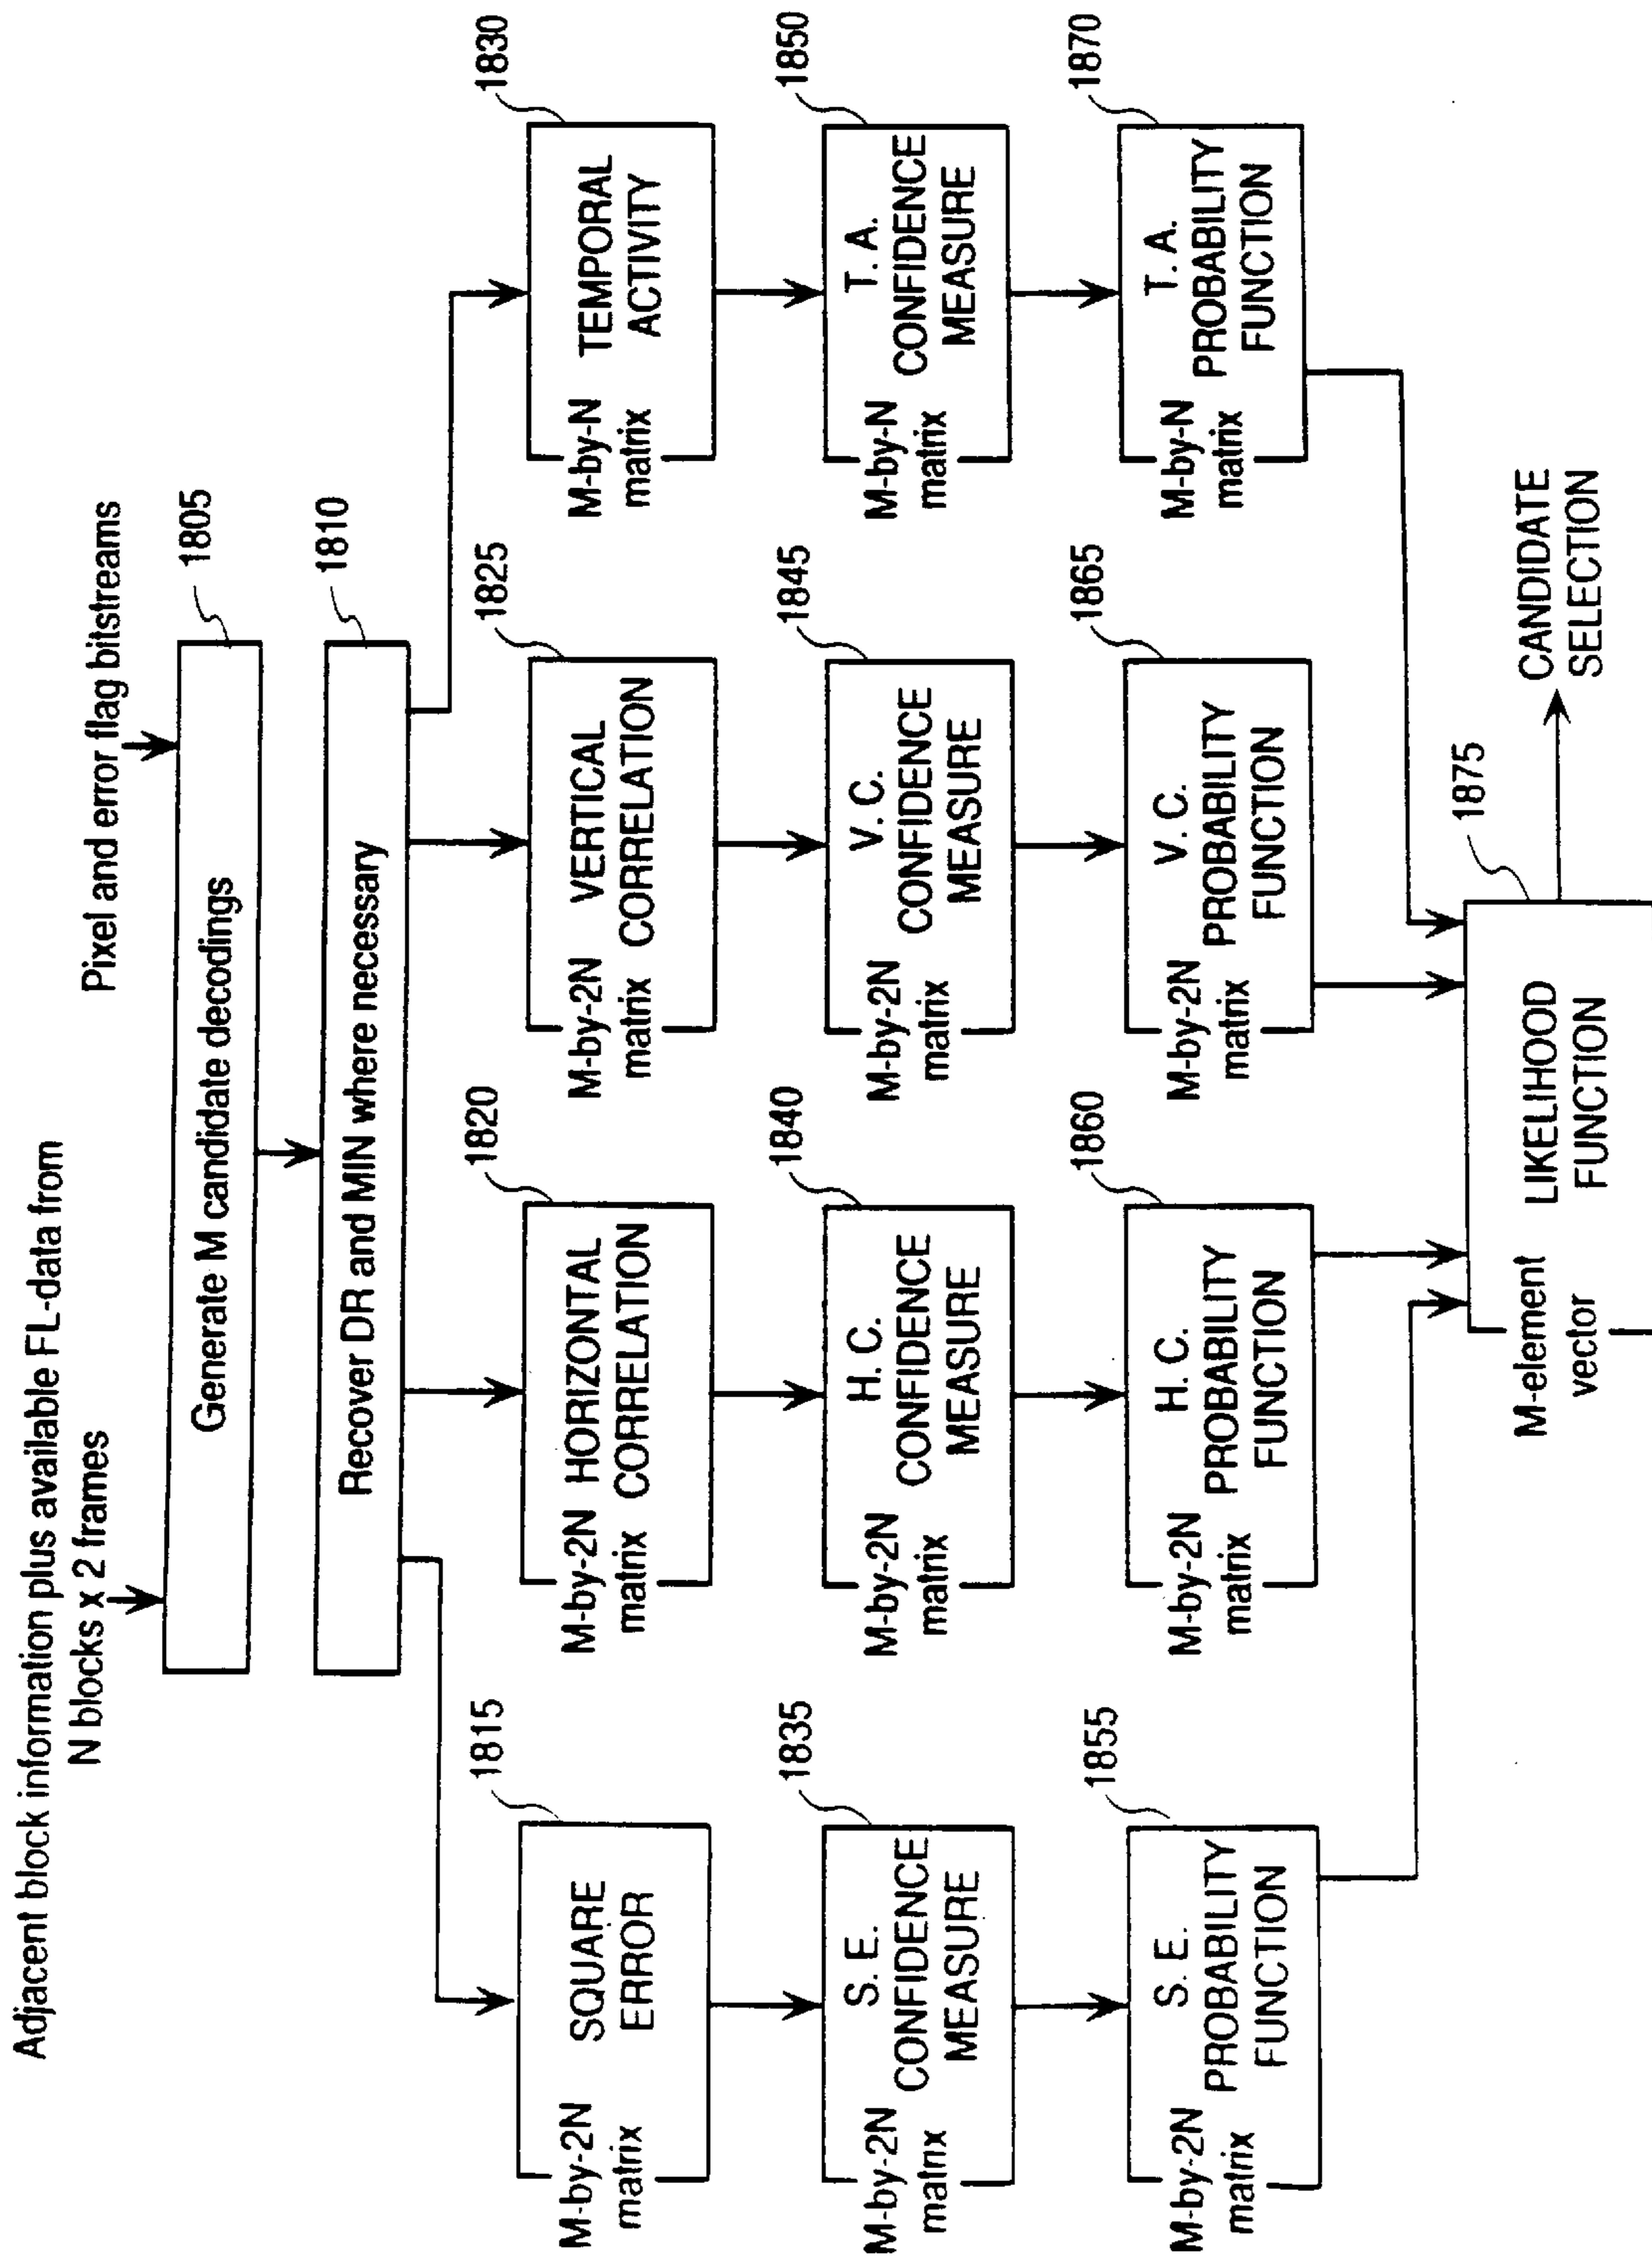 Adjacent block information plus available FL-data from
N blocks x 2 frames
Pixel and error flag bitstreams
1805
Generate M candidate decodings
1810
Recover DR and MIN where necessary
1815
M-by-2N
matrix
SQUARE
ERROR
1820
M-by-2N
matrix
HORIZONTAL
CORRELATION
1825
M-by-2N
matrix
VERTICAL
CORRELATION
1830
M-by-N
matrix
TEMPORAL
ACTIVITY
1835
M-by-2N
matrix
S. E.
CONFIDENCE
MEASURE
1840
M-by-2N
matrix
H. C.
CONFIDENCE
MEASURE
1845
M-by-2N
matrix
V. C.
CONFIDENCE
MEASURE
1850
M-by-N
matrix
T. A.
CONFIDENCE
MEASURE
1855
M-by-2N
matrix
S. E.
PROBABILITY
FUNCTION
1860
M-by-2N
matrix
H. C.
PROBABILITY
FUNCTION
1865
M-by-2N
matrix
V. C.
PROBABILITY
FUNCTION
1870
M-by-N
matrix
T. A.
PROBABILITY
FUNCTION
1875
M-element
vector
LIKELIHOOD
FUNCTION
CANDIDATE
SELECTION